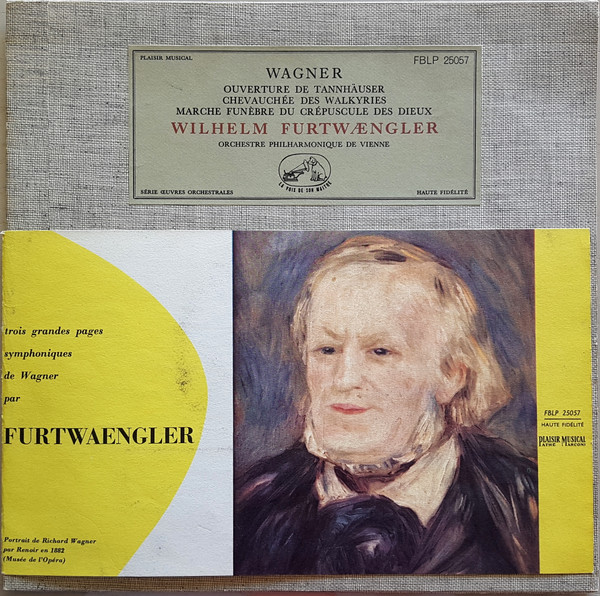 PLAISIR MUSICAL
FBLP 25057
WAGNER
OUVERTURE DE TANNHÄUSER
CHEVAUCHÉE DES WALKYRIES
MARCHE FUNÈBRE DU CRÉPUSCULE DES DIEUX
WILHELM FURTWÆNGLER
ORCHESTRE PHILHARMONIQUE DE VIENNE
LA VOIX DE SON MAITRE
SÉRIE ŒUVRES ORCHESTRALES
HAUTE FIDÉLITÉ
trois grandes pages
symphoniques
de Wagner
par
FURTWAENGLER
Portrait de Richard Wagner
par Renoir en 1882
(Musée de l'Opéra)
FBLP 25057
HAUTE FIDÉLITÉ
PLAISIR MUSICAL
PATHÉ MARCONI